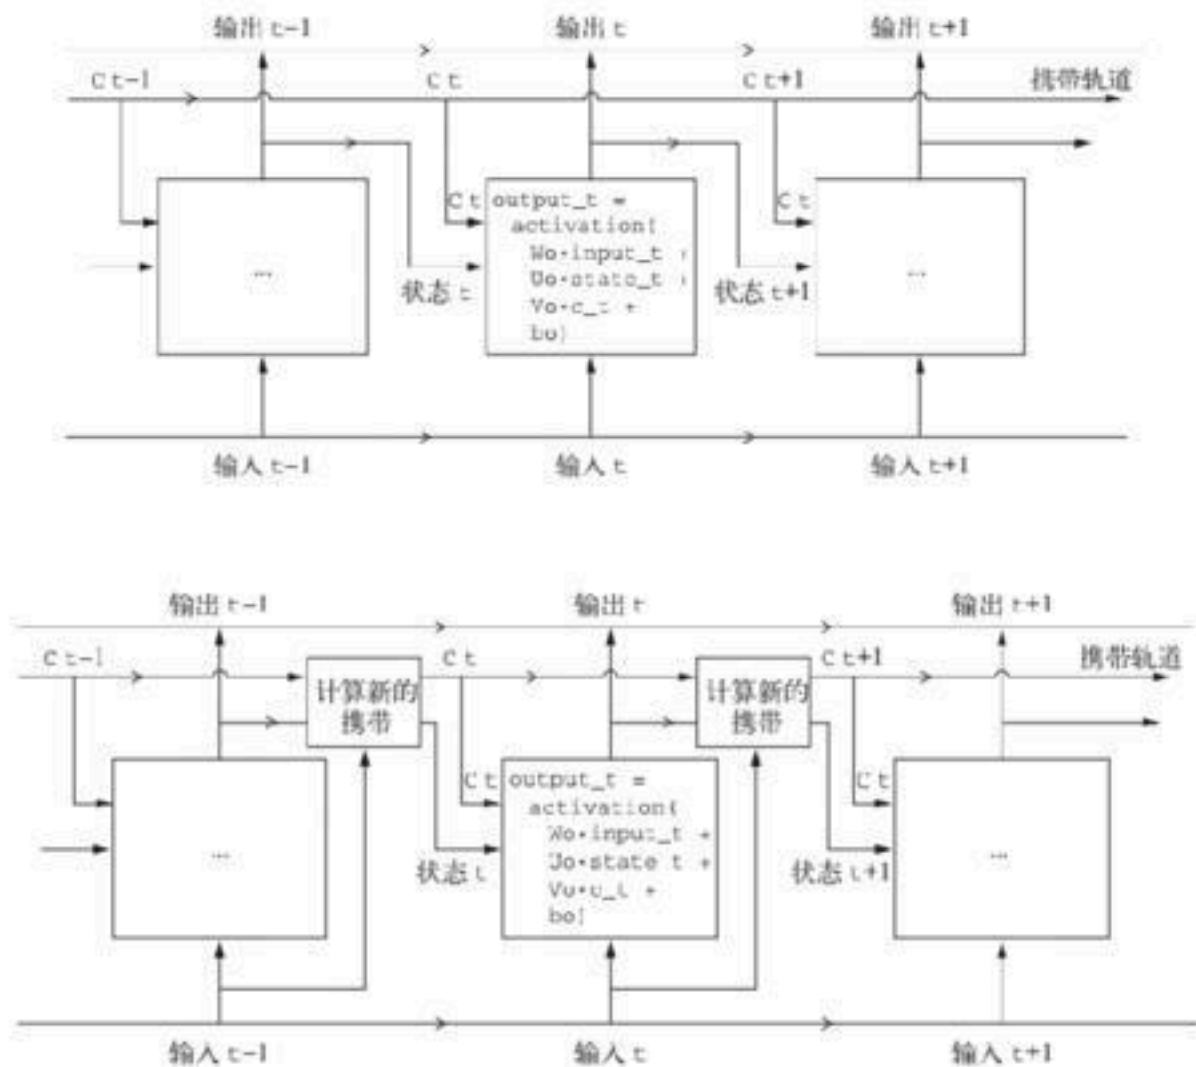 输出 t-1 输出 t 输出 t+1
C t-1 C t C t+1 携带轨道
C t output_t = C t
activation(
Wo•input_t +
Uo•state_t +
状态 t 状态 t+1
Vo•c_t +
bo)
... ...
输入 t-1 输入 t 输入 t+1
输出 t-1 输出 t 输出 t+1
C t-1 C t C t+1 携带轨道
计算新的 计算新的
携带 携带
C t output_t = C t
activation(
Wo•input_t +
Uo•state t +
状态 t 状态 t+1
Vo•c_t +
bo)
... ...
输入 t-1 输入 t 输入 t+1